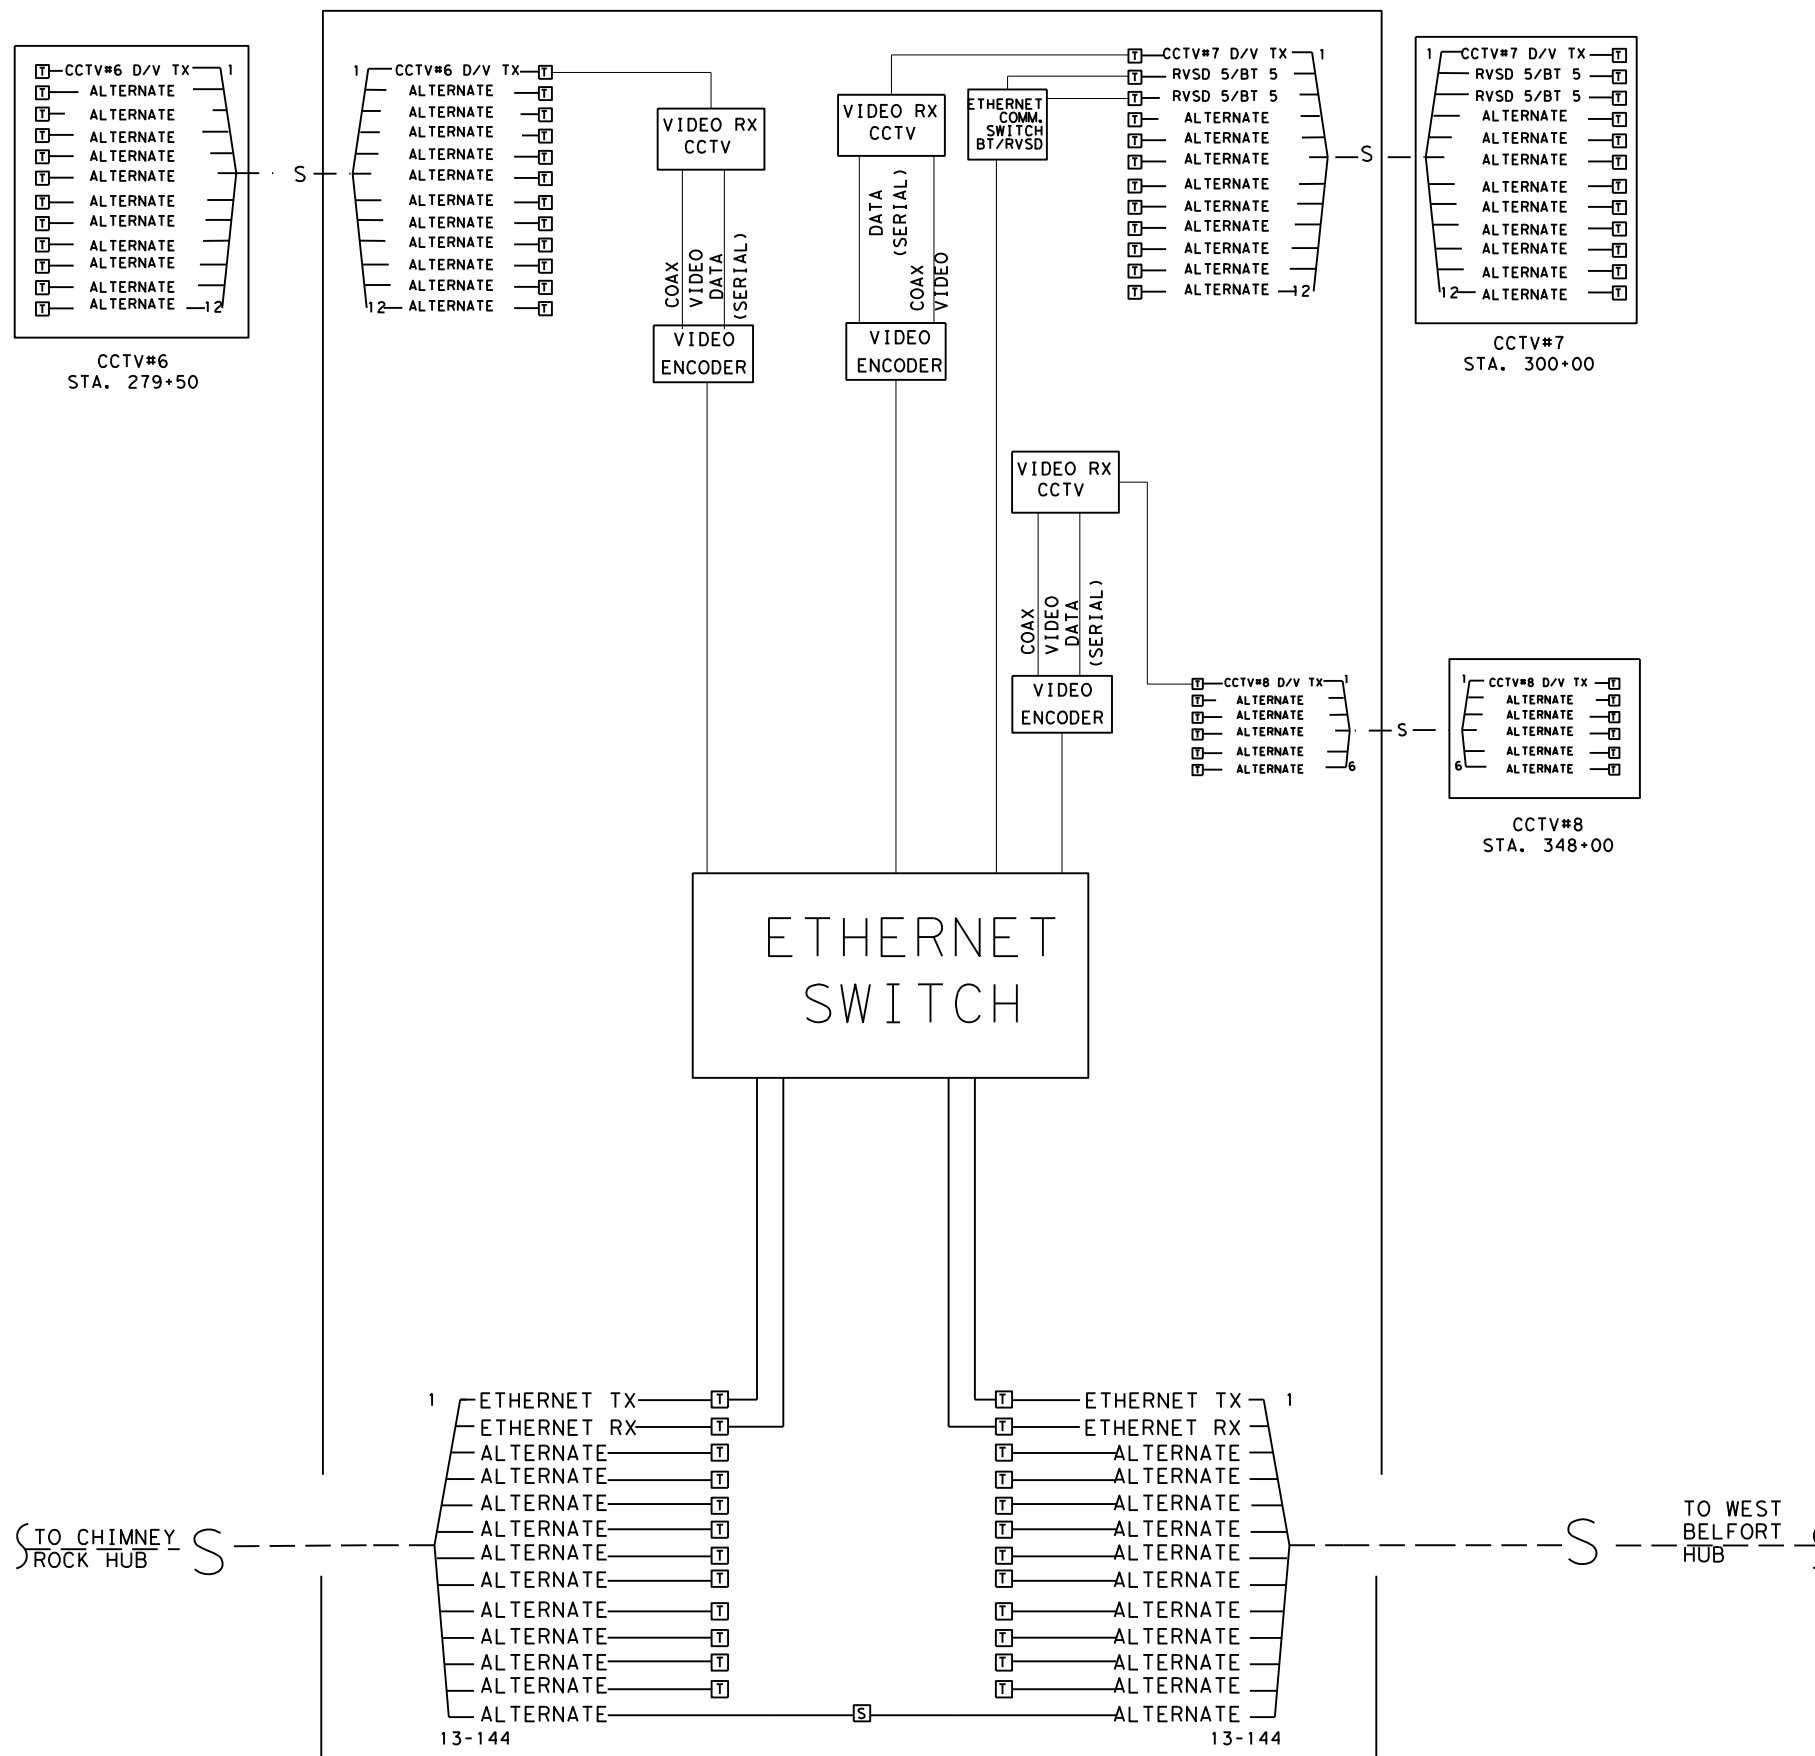 T CCTV#6 D/V TX 1
T ALTERNATE
T ALTERNATE
T ALTERNATE
T ALTERNATE
T ALTERNATE
T ALTERNATE
T ALTERNATE
T ALTERNATE
T ALTERNATE
T ALTERNATE
T ALTERNATE 12
CCTV#6
STA. 279+50
S
1 CCTV#6 D/V TX T
ALTERNATE T
ALTERNATE T
ALTERNATE T
ALTERNATE T
ALTERNATE T
ALTERNATE T
ALTERNATE T
ALTERNATE T
ALTERNATE T
ALTERNATE T
12 ALTERNATE T
VIDEO RX
CCTV
COAX
VIDEO
DATA
(SERIAL)
VIDEO
ENCODER
VIDEO RX
CCTV
DATA
(SERIAL)
COAX
VIDEO
VIDEO
ENCODER
ETHERNET
COMM.
SWITCH
BT/RVSD
T CCTV#7 D/V TX 1
T RVSD 5/BT 5
T RVSD 5/BT 5
T ALTERNATE
T ALTERNATE
T ALTERNATE
T ALTERNATE
T ALTERNATE
T ALTERNATE
T ALTERNATE
T ALTERNATE
T ALTERNATE 12
S
1 CCTV#7 D/V TX T
RVSD 5/BT 5 T
RVSD 5/BT 5 T
ALTERNATE T
ALTERNATE T
ALTERNATE T
ALTERNATE T
ALTERNATE T
ALTERNATE T
ALTERNATE T
ALTERNATE T
12 ALTERNATE T
CCTV#7
STA. 300+00
VIDEO RX
CCTV
COAX
VIDEO
DATA
(SERIAL)
VIDEO
ENCODER
T CCTV#8 D/V TX 1
T ALTERNATE
T ALTERNATE
T ALTERNATE
T ALTERNATE
T ALTERNATE 6
S
1 CCTV#8 D/V TX T
ALTERNATE T
ALTERNATE T
ALTERNATE T
ALTERNATE T
6 ALTERNATE T
CCTV#8
STA. 348+00
ETHERNET
SWITCH
1 ETHERNET TX T
ETHERNET RX T
ALTERNATE T
ALTERNATE T
ALTERNATE T
ALTERNATE T
ALTERNATE T
ALTERNATE T
ALTERNATE T
ALTERNATE T
ALTERNATE T
ALTERNATE T
ALTERNATE S ALTERNATE
13-144
T ETHERNET TX 1
T ETHERNET RX
T ALTERNATE
T ALTERNATE
T ALTERNATE
T ALTERNATE
T ALTERNATE
T ALTERNATE
T ALTERNATE
T ALTERNATE
T ALTERNATE
T ALTERNATE
13-144
S
TO CHIMNEY
ROCK HUB
S
S
TO WEST
BELFORT
HUB